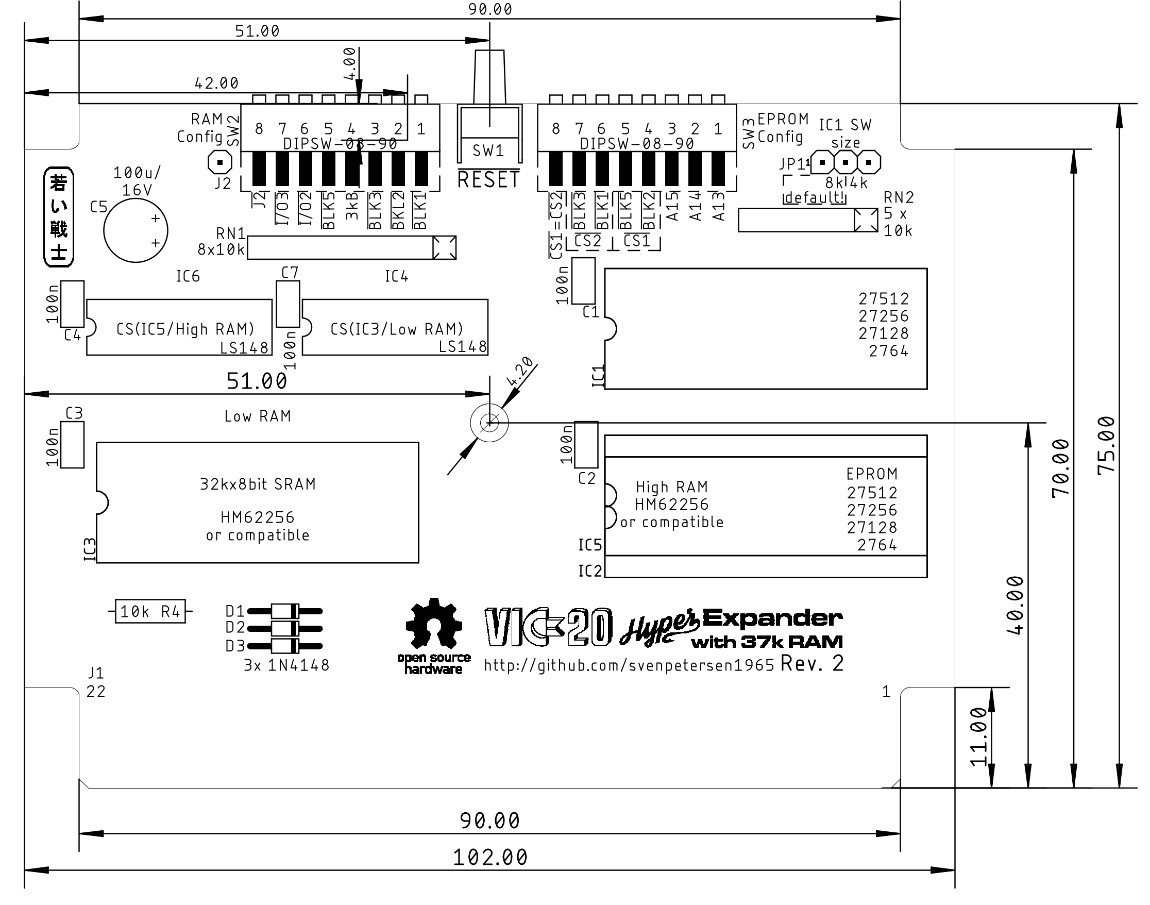 90.00
51.00
4.00
42.00
RAM
Config
SW2
8 7 6 5 4 3 2 1
DIPSW-08-90
J2
J2
I/O3
I/O2
BLK5
3kB
BLK3
BKL2
BLK1
SW1
RESET
8 7 6 5 4 3 2 1
DIPSW-08-90
SW3
EPROM
Config
CS1=CS2
BLK3
BLK1
BLK5
BLK2
A15
A14
A13
CS2
CS1
IC1 SW
size
JP1
1
8k 4k
default!
RN2
5 x
10k
若い戦士
100u/
16V
C5
RN1
8x10k
IC6
C7
IC4
100n
C4
CS(IC5/High RAM)
LS148
100n
CS(IC3/Low RAM)
LS148
100n
C1
27512
27256
27128
2764
IC1
51.00
4.20
Low RAM
C3
100n
32kx8bit SRAM
HM62256
or compatible
IC3
100n
C2
High RAM
HM62256
or compatible
EPROM
27512
27256
27128
2764
IC5
IC2
75.00
70.00
40.00
11.00
10k R4
D1
D2
D3
3x 1N4148
open source
hardware
VIC-20 Hyper Expander
with 37k RAM
http://github.com/svenpetersen1965 Rev. 2
J1
22
1
90.00
102.00